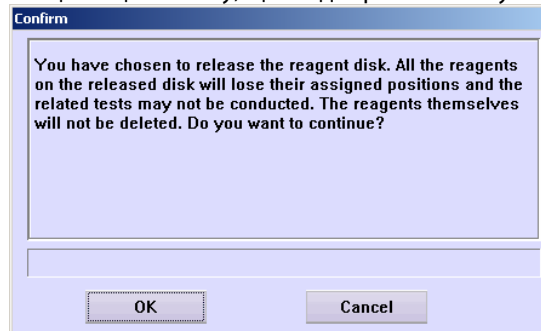 Confirm
You have chosen to release the reagent disk. All the reagents
on the released disk will lose their assigned positions and the
related tests may not be conducted. The reagents themselves
will not be deleted. Do you want to continue?
OK
Cancel